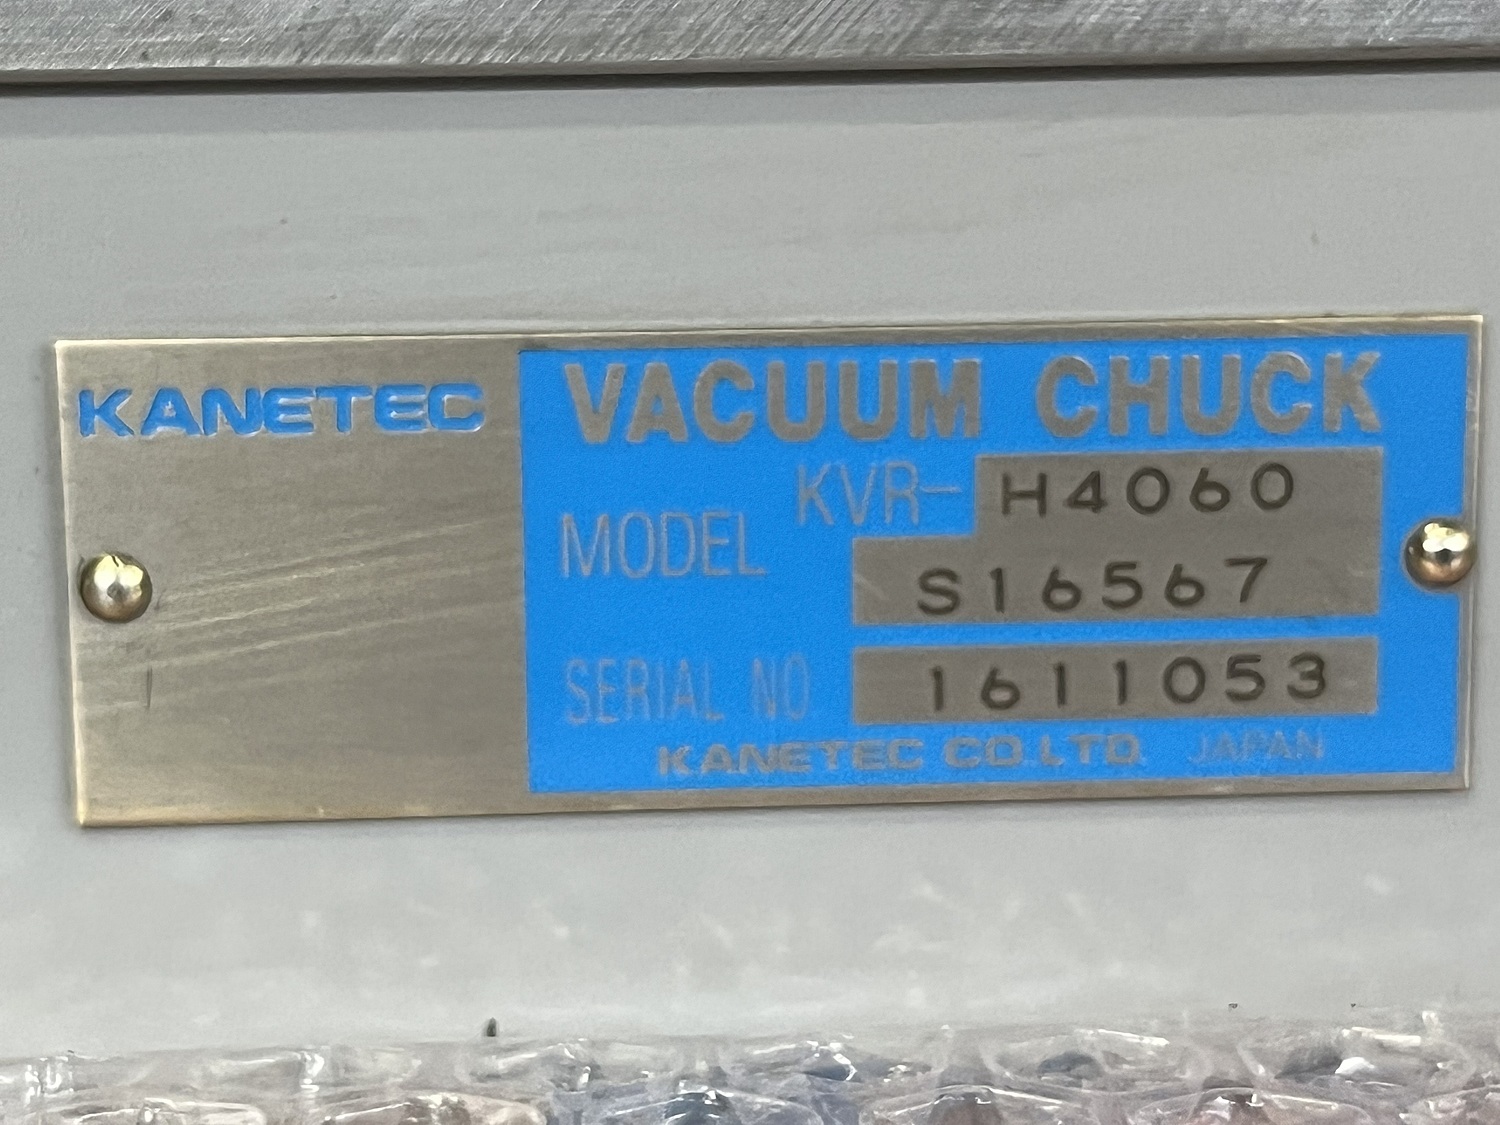 KANETEC
VACUUM CHUCK
MODEL KVR-H4060
S16567
SERIAL NO 1611053
KANETEC CO.LTD. JAPAN